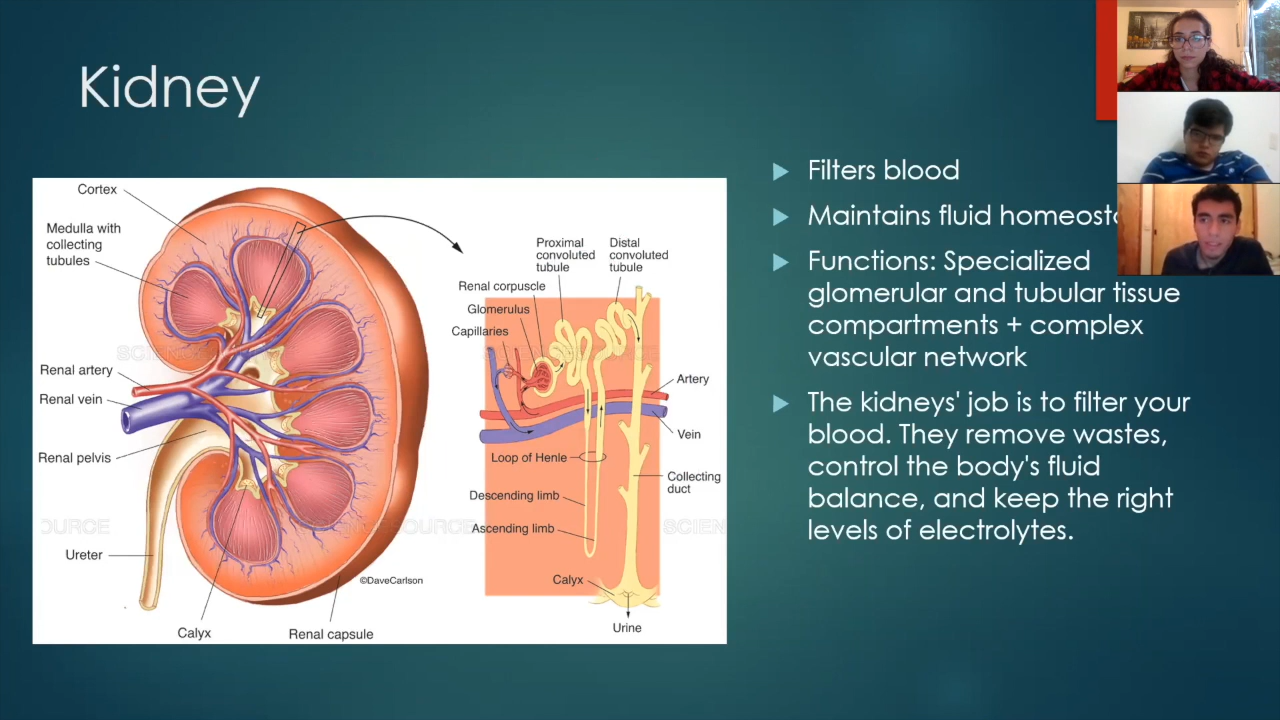 Kidney
Cortex
Medulla with
collecting
tubules
Renal artery
Renal vein
Renal pelvis
Ureter
Calyx
Renal capsule
©DaveCarlson
Proximal
convoluted
tubule
Distal
convoluted
tubule
Renal corpuscle
Glomerulus
Capillaries
Artery
Vein
Loop of Henle
Collecting
duct
Descending limb
Ascending limb
Calyx
Urine
Filters blood
Maintains fluid
Functions: Specialized
glomerular and tubular tissue
compartments + complex
vascular network
The kidneys' job is to filter your
blood. They remove wastes,
control the body's fluid
balance, and keep the right
levels of electrolytes.